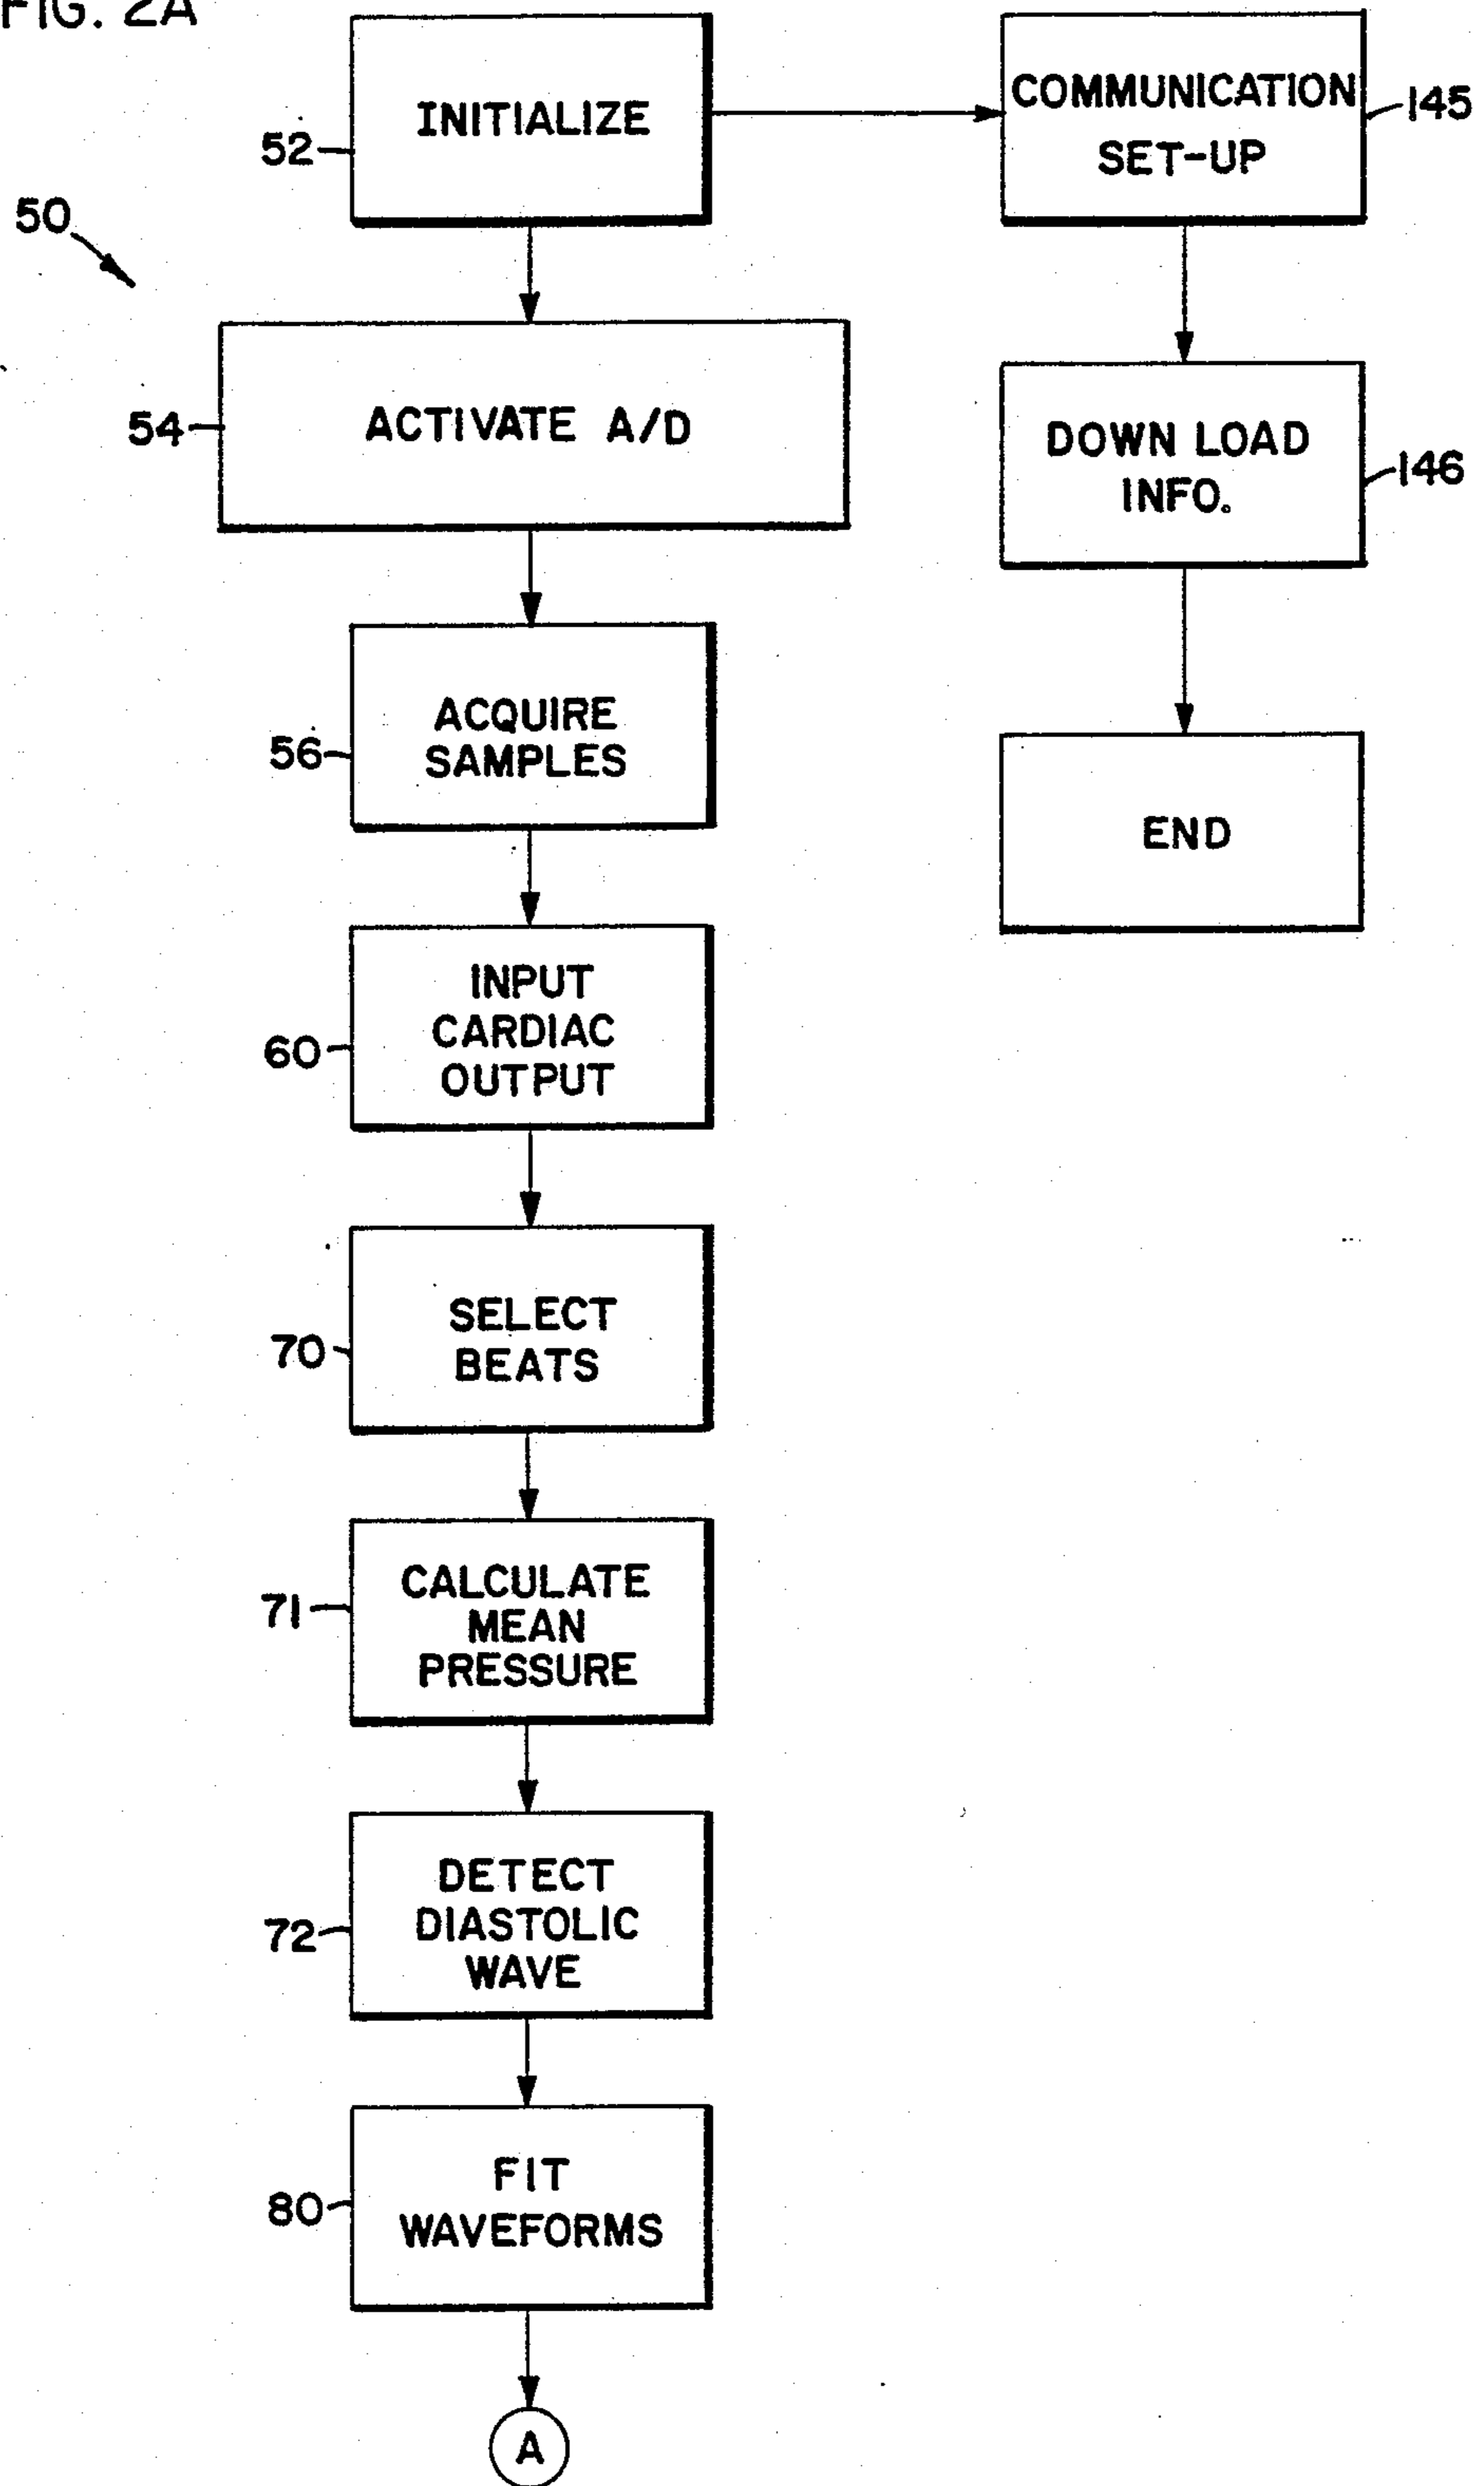 FIG. 2A
INITIALIZE
52
COMMUNICATION
SET-UP
145
50
ACTIVATE A/D
54
DOWN LOAD
INFO.
146
ACQUIRE
SAMPLES
56
END
INPUT
CARDIAC
OUTPUT
60
SELECT
BEATS
70
CALCULATE
MEAN
PRESSURE
71
DETECT
DIASTOLIC
WAVE
72
FIT
WAVEFORMS
80
A